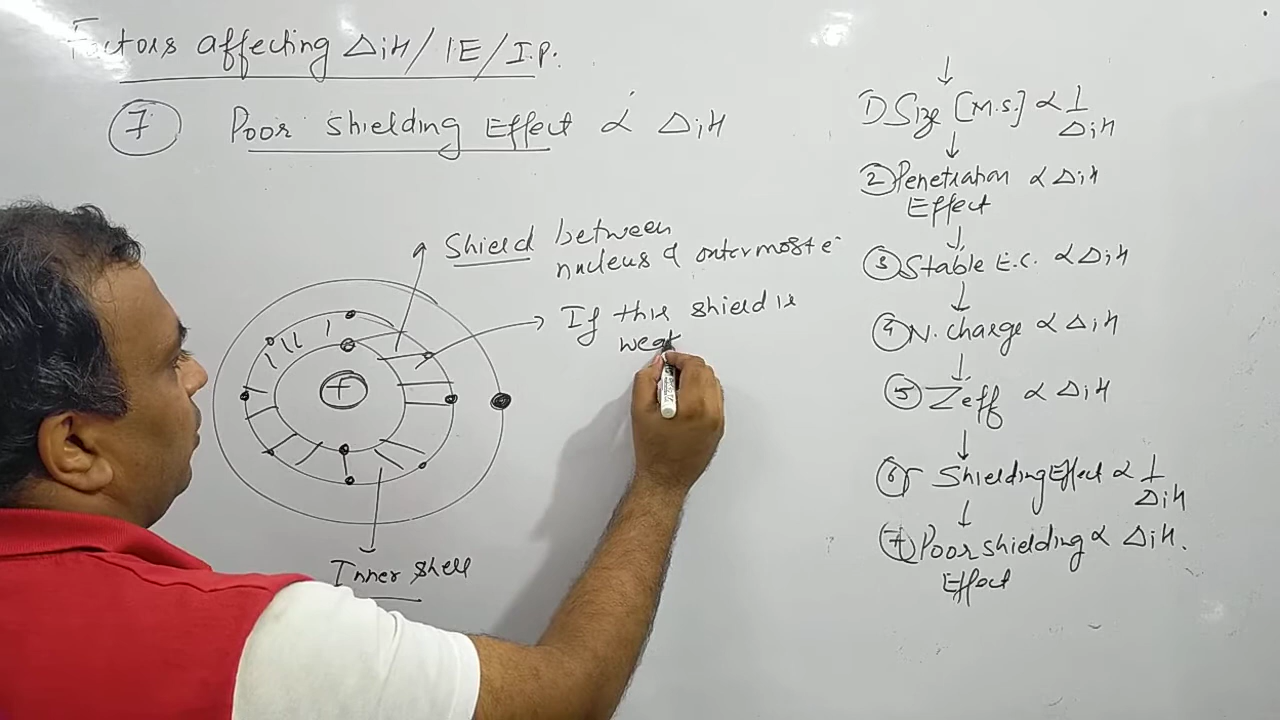 Factors affecting ΔiH/IE/I.P.
7 Poor shielding Effect α ΔiH
Shield between
nucleus & outermost e-
If this shield is
weak
+
Inner shell
1) Size [M.S.] α 1/ΔiH
2 Penetration α ΔiH
Effect
3 Stable E.C. α ΔiH
4 N. charge α ΔiH
5 Zeff α ΔiH
6 Shielding Effect α 1/ΔiH
7 Poor shielding α ΔiH.
Effect